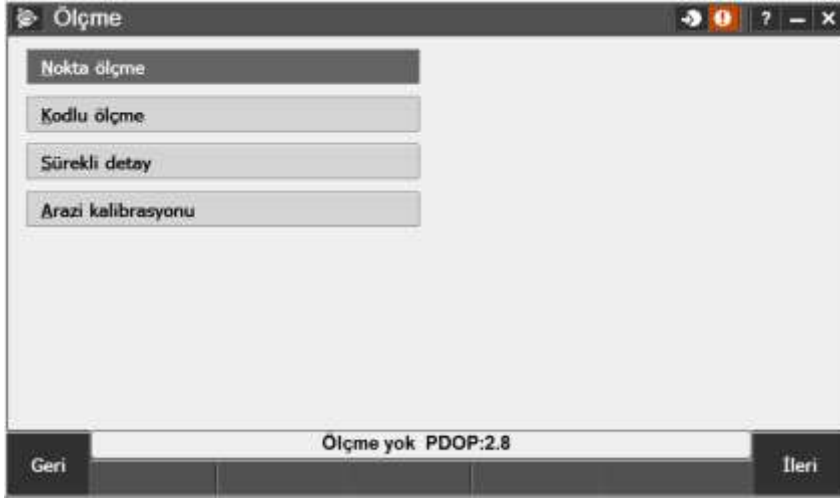 Ölçme
Nokta ölçme
Kodlu ölçme
Sürekli detay
Arazi kalibrasyonu
Ölçme yok PDOP:2.8
Geri
İleri